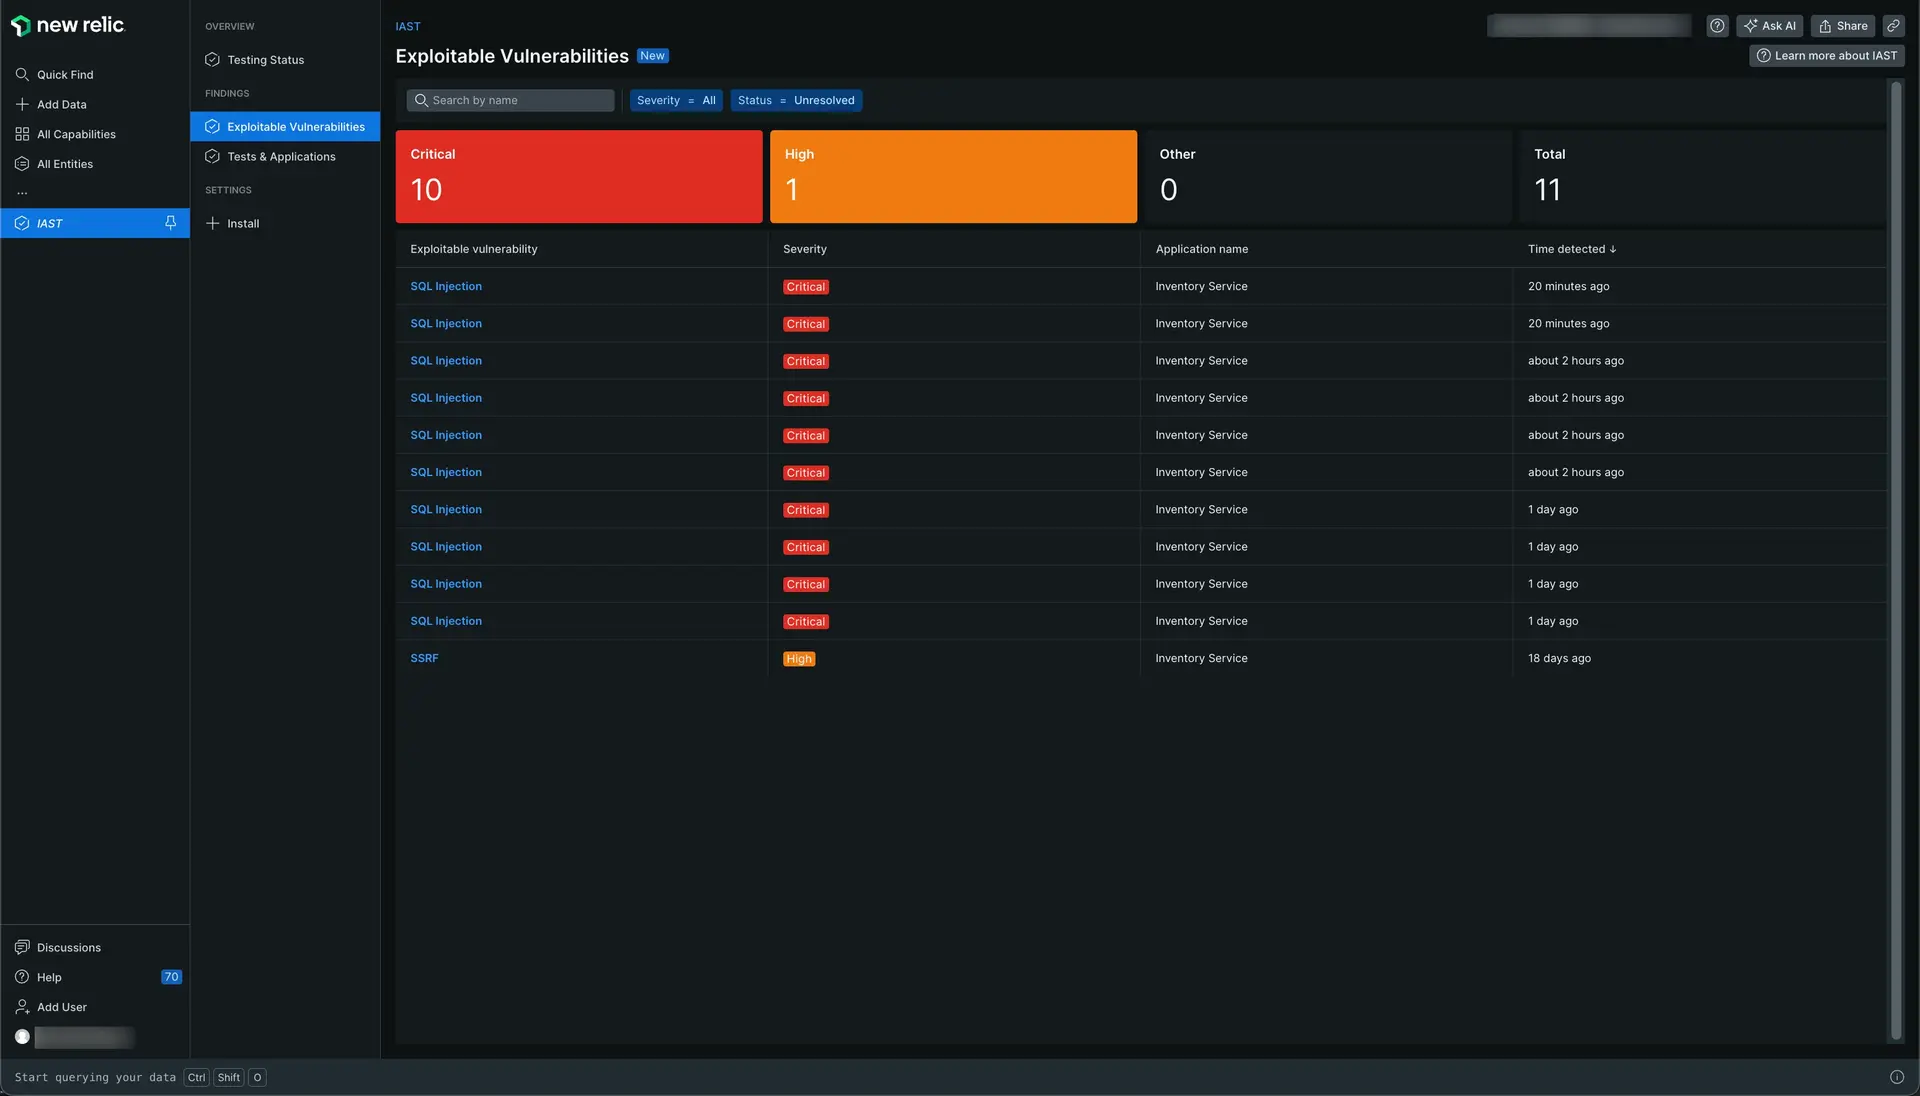 new relic
Quick Find
Add Data
All Capabilities
All Entities
...
IAST
Discussions
Help 70
Add User
OVERVIEW
Testing Status
FINDINGS
Exploitable Vulnerabilities
Tests & Applications
SETTINGS
Install
IAST
Exploitable Vulnerabilities New
Ask AI Share
Learn more about IAST
Search by name Severity = All Status = Unresolved
Critical High Other Total
10 1 0 11
Exploitable vulnerability Severity Application name Time detected ↓
SQL Injection Critical Inventory Service 20 minutes ago
SQL Injection Critical Inventory Service 20 minutes ago
SQL Injection Critical Inventory Service about 2 hours ago
SQL Injection Critical Inventory Service about 2 hours ago
SQL Injection Critical Inventory Service about 2 hours ago
SQL Injection Critical Inventory Service about 2 hours ago
SQL Injection Critical Inventory Service 1 day ago
SQL Injection Critical Inventory Service 1 day ago
SQL Injection Critical Inventory Service 1 day ago
SQL Injection Critical Inventory Service 1 day ago
SSRF High Inventory Service 18 days ago
Start querying your data Ctrl Shift O